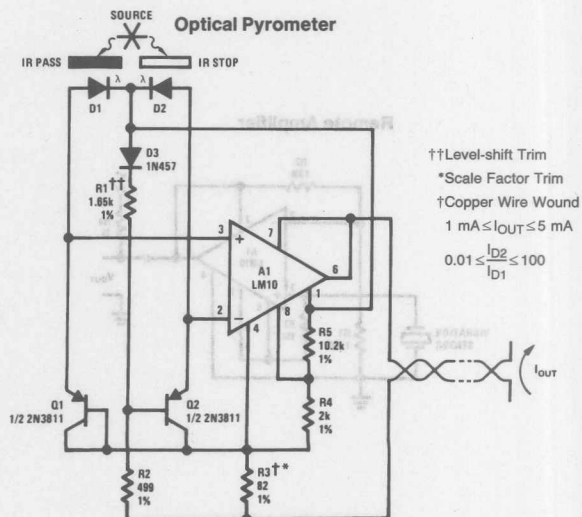 SOURCE
Optical Pyrometer
IR PASS
IR STOP
λ
λ
D1
D2
D3
1N457
R1††
1.65k
1%
††Level-shift Trim
*Scale Factor Trim
†Copper Wire Wound
1 mA ≤ IOUT ≤ 5 mA
0.01 ≤ ID2/ID1 ≤ 100
3
+
7
A1
LM10
6
2
−
4
8
1
R5
10.2k
1%
IOUT
Q1
1/2 2N3811
Q2
1/2 2N3811
R4
2k
1%
R2
499
1%
R3†*
82
1%